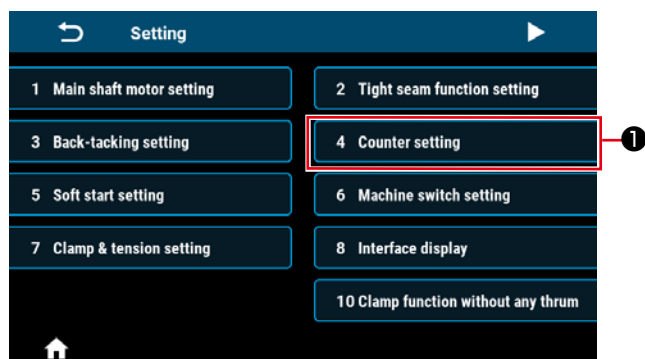 Setting
1 Main shaft motor setting
2 Tight seam function setting
3 Back-tacking setting
4 Counter setting
❶
5 Soft start setting
6 Machine switch setting
7 Clamp & tension setting
8 Interface display
10 Clamp function without any thrum